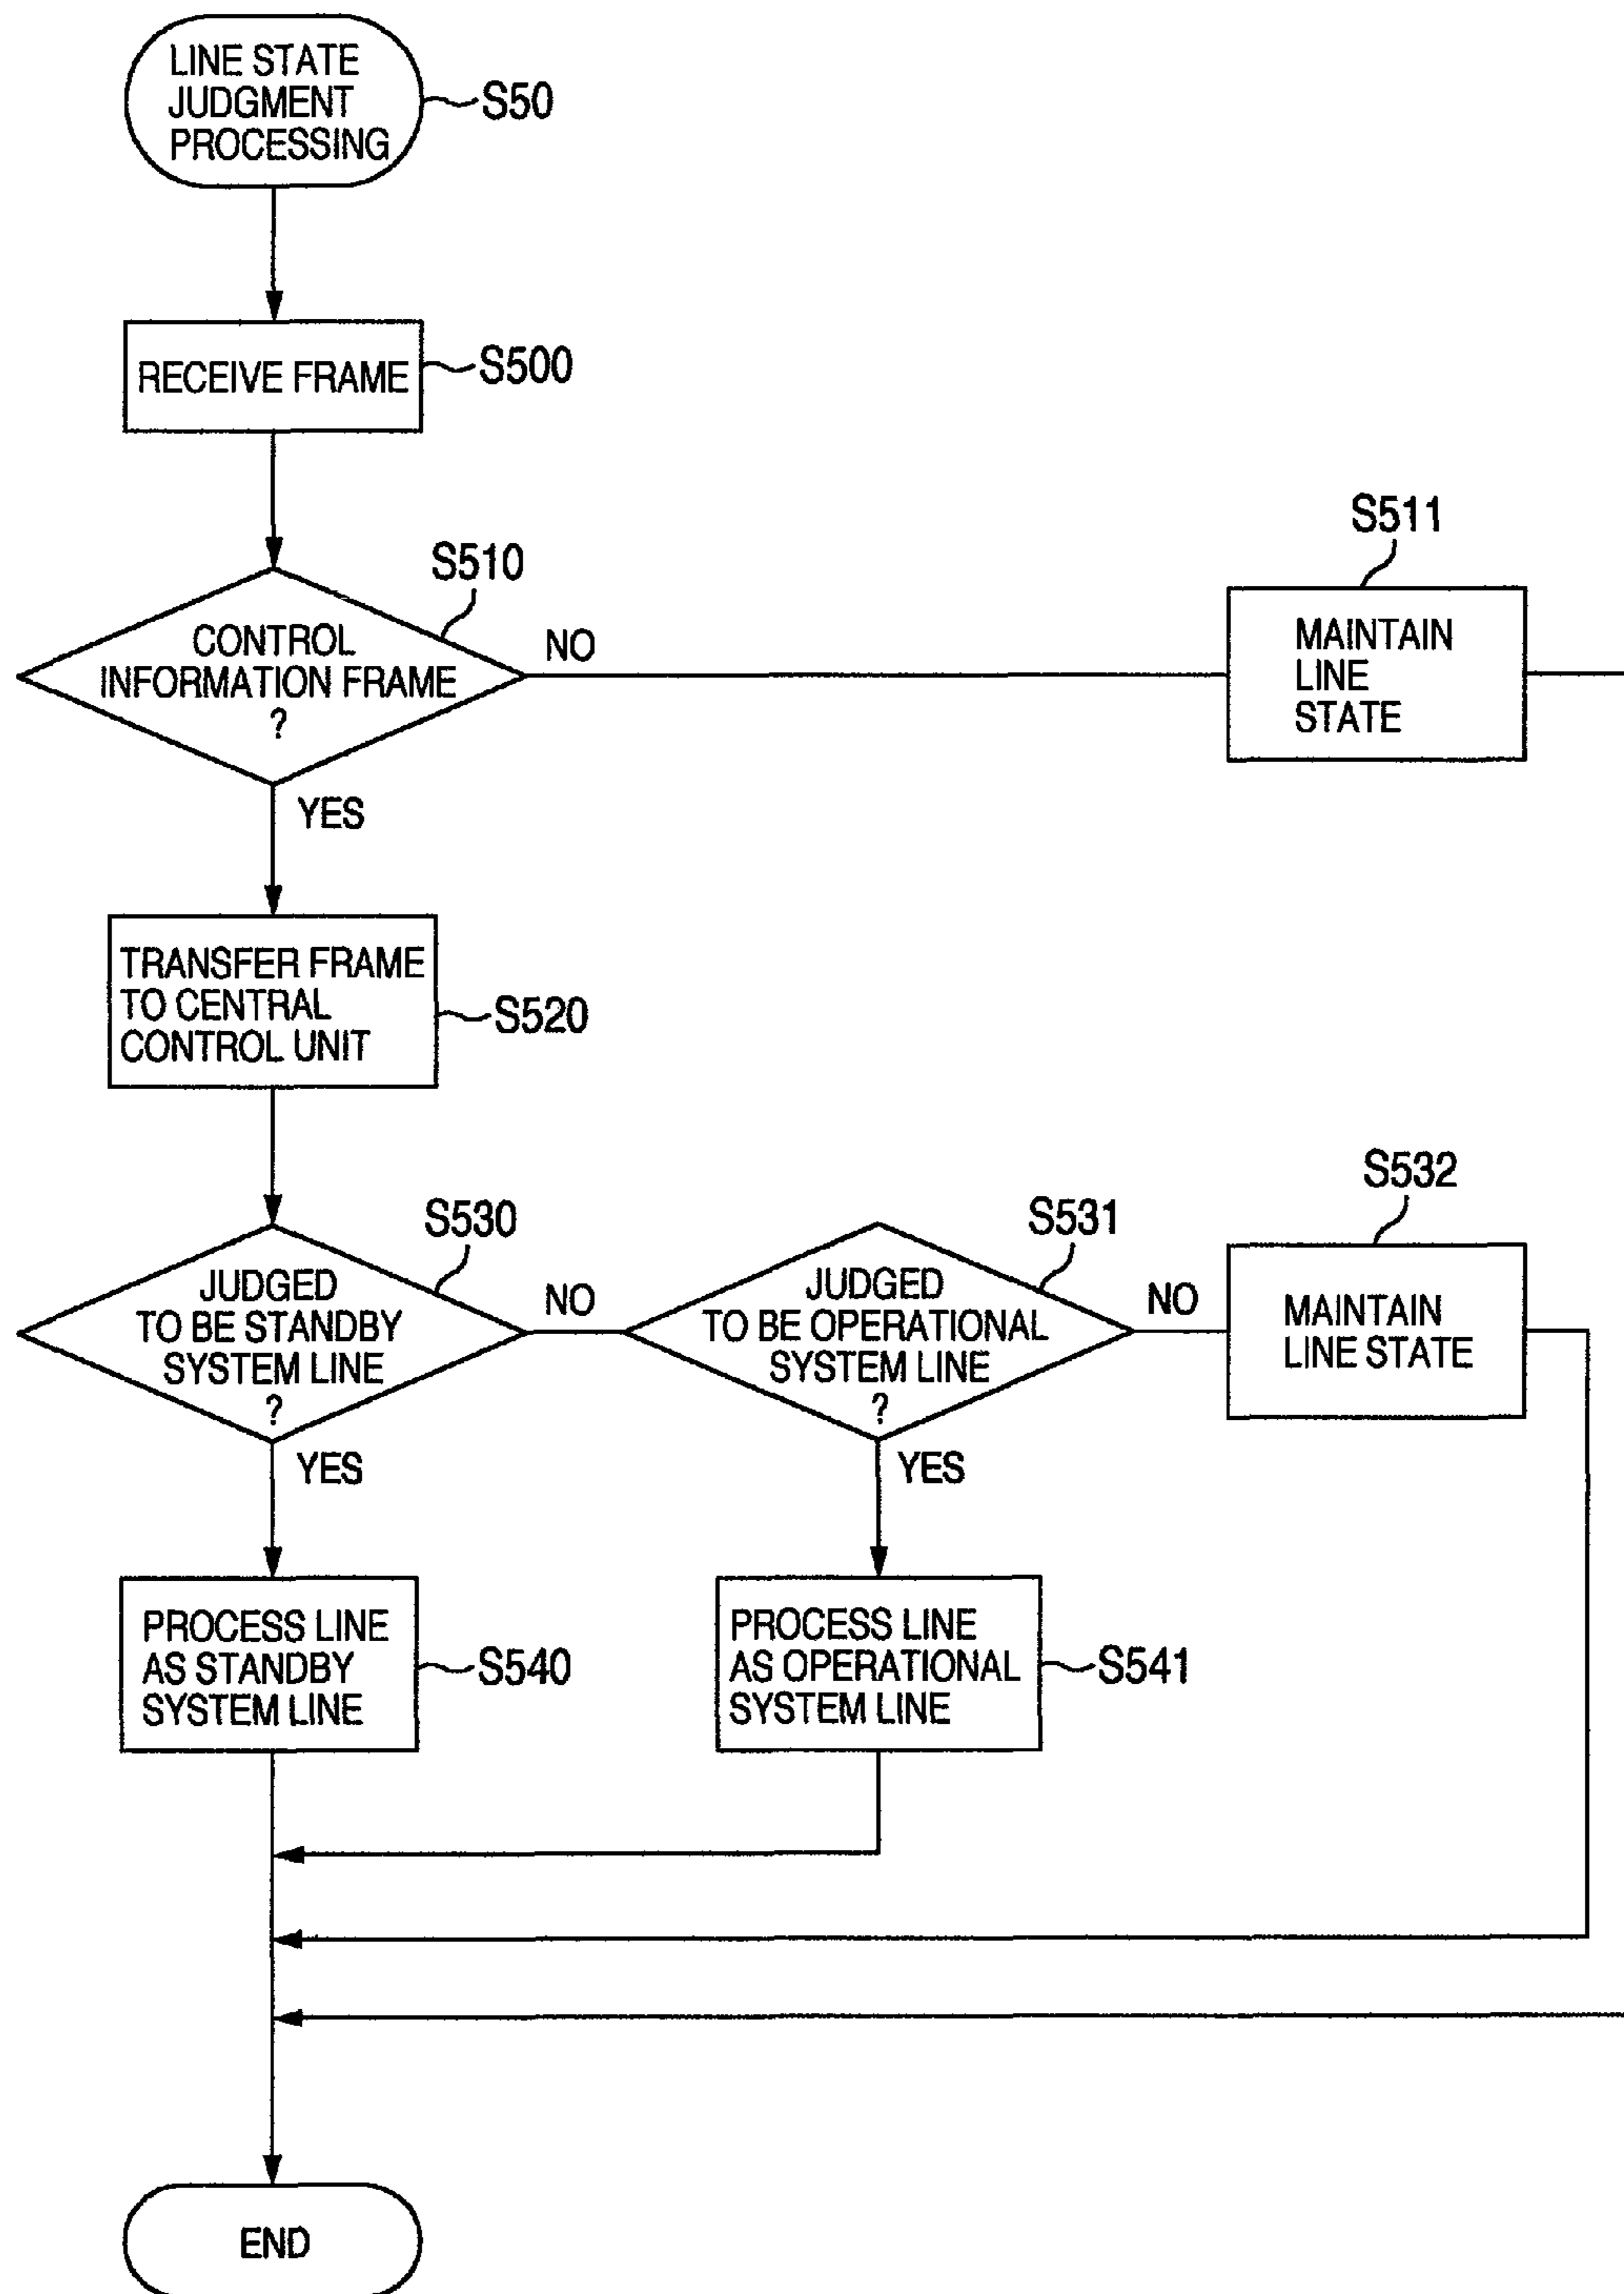 LINE STATE
JUDGMENT
PROCESSING
S50
RECEIVE FRAME
S500
S510
CONTROL
INFORMATION FRAME
?
NO
YES
S511
MAINTAIN
LINE
STATE
TRANSFER FRAME
TO CENTRAL
CONTROL UNIT
S520
S530
JUDGED
TO BE STANDBY
SYSTEM LINE
?
NO
YES
S531
JUDGED
TO BE OPERATIONAL
SYSTEM LINE
?
NO
YES
S532
MAINTAIN
LINE STATE
PROCESS LINE
AS STANDBY
SYSTEM LINE
S540
PROCESS LINE
AS OPERATIONAL
SYSTEM LINE
S541
END